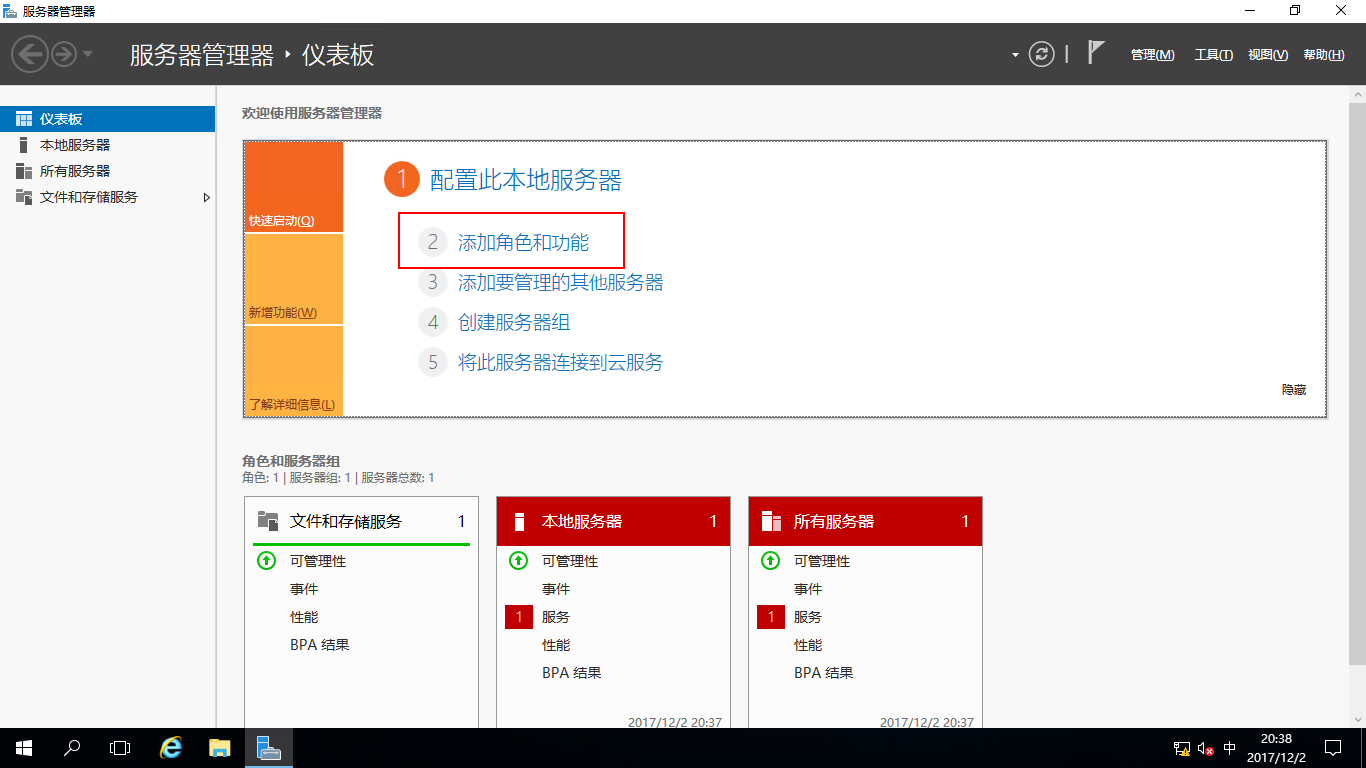 服务器管理器
服务器管理器 ‣ 仪表板
管理(M) 工具(T) 视图(V) 帮助(H)
仪表板
本地服务器
所有服务器
文件和存储服务
欢迎使用服务器管理器
快速启动(Q)
新增功能(W)
了解详细信息(L)
1 配置此本地服务器
2 添加角色和功能
3 添加要管理的其他服务器
4 创建服务器组
5 将此服务器连接到云服务
隐藏
角色和服务器组
角色: 1 | 服务器组: 1 | 服务器总数: 1
文件和存储服务 1
可管理性
事件
性能
BPA 结果
本地服务器 1
可管理性
事件
1 服务
性能
BPA 结果
2017/12/2 20:37
所有服务器 1
可管理性
事件
1 服务
性能
BPA 结果
2017/12/2 20:37
中
20:38
2017/12/2